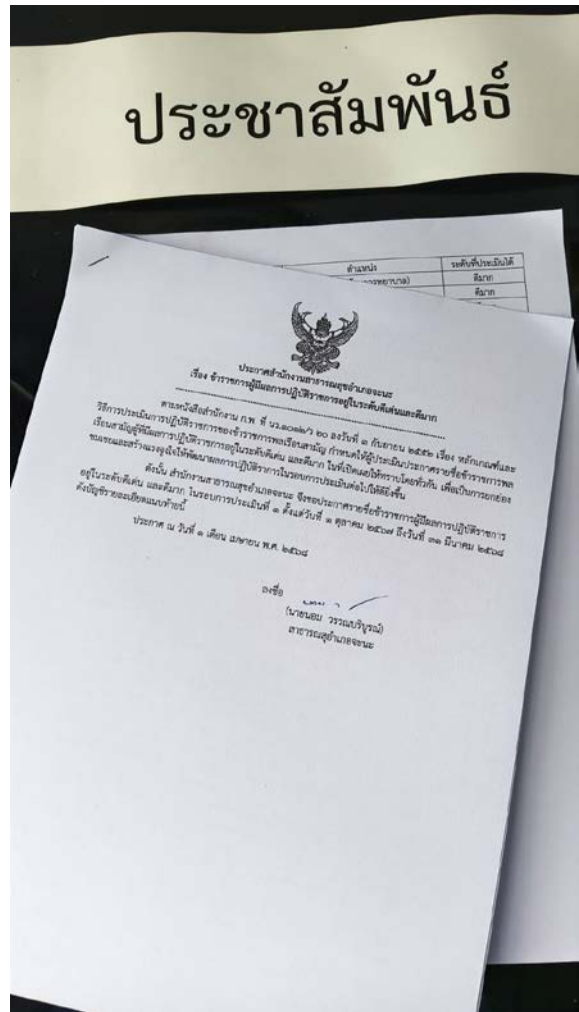 ประชาสัมพันธ์
ตำแหน่ง ระดับที่ประเมินได้
ดีมาก
ดีมาก
ประกาศสำนักงานสาธารณสุขอำเภอจะนะ
เรื่อง ข้าราชการผู้มีผลการปฏิบัติราชการอยู่ในระดับดีเด่นและดีมาก
ตามหนังสือสำนักงาน ก.พ. ที่ นร.๑๐๑๒/ว ๒๐ ลงวันที่ ๓ กันยายน ๒๕๕๒ เรื่อง หลักเกณฑ์และ
วิธีการประเมินการปฏิบัติราชการของข้าราชการพลเรือนสามัญ กำหนดให้ผู้ประเมินประกาศรายชื่อข้าราชการพล
เรือนสามัญผู้ที่มีผลการปฏิบัติราชการอยู่ในระดับดีเด่น และดีมาก ในที่เปิดเผยให้ทราบโดยทั่วกัน เพื่อเป็นการยกย่อง
ชมเชยและสร้างแรงจูงใจให้พัฒนาผลการปฏิบัติราชการในรอบการประเมินต่อไปให้ดียิ่งขึ้น
ดังนั้น สำนักงานสาธารณสุขอำเภอจะนะ จึงขอประกาศรายชื่อข้าราชการผู้มีผลการปฏิบัติราชการ
อยู่ในระดับดีเด่น และดีมาก ในรอบการประเมินที่ ๑ ตั้งแต่วันที่ ๑ ตุลาคม ๒๕๖๗ ถึงวันที่ ๓๑ มีนาคม ๒๕๖๘
ดังบัญชีรายละเอียดแนบท้ายนี้
ประกาศ ณ วันที่ ๑ เดือน เมษายน พ.ศ. ๒๕๖๘
ลงชื่อ
(นายนอม วรรณบริบูรณ์)
สาธารณสุขอำเภอจะนะ